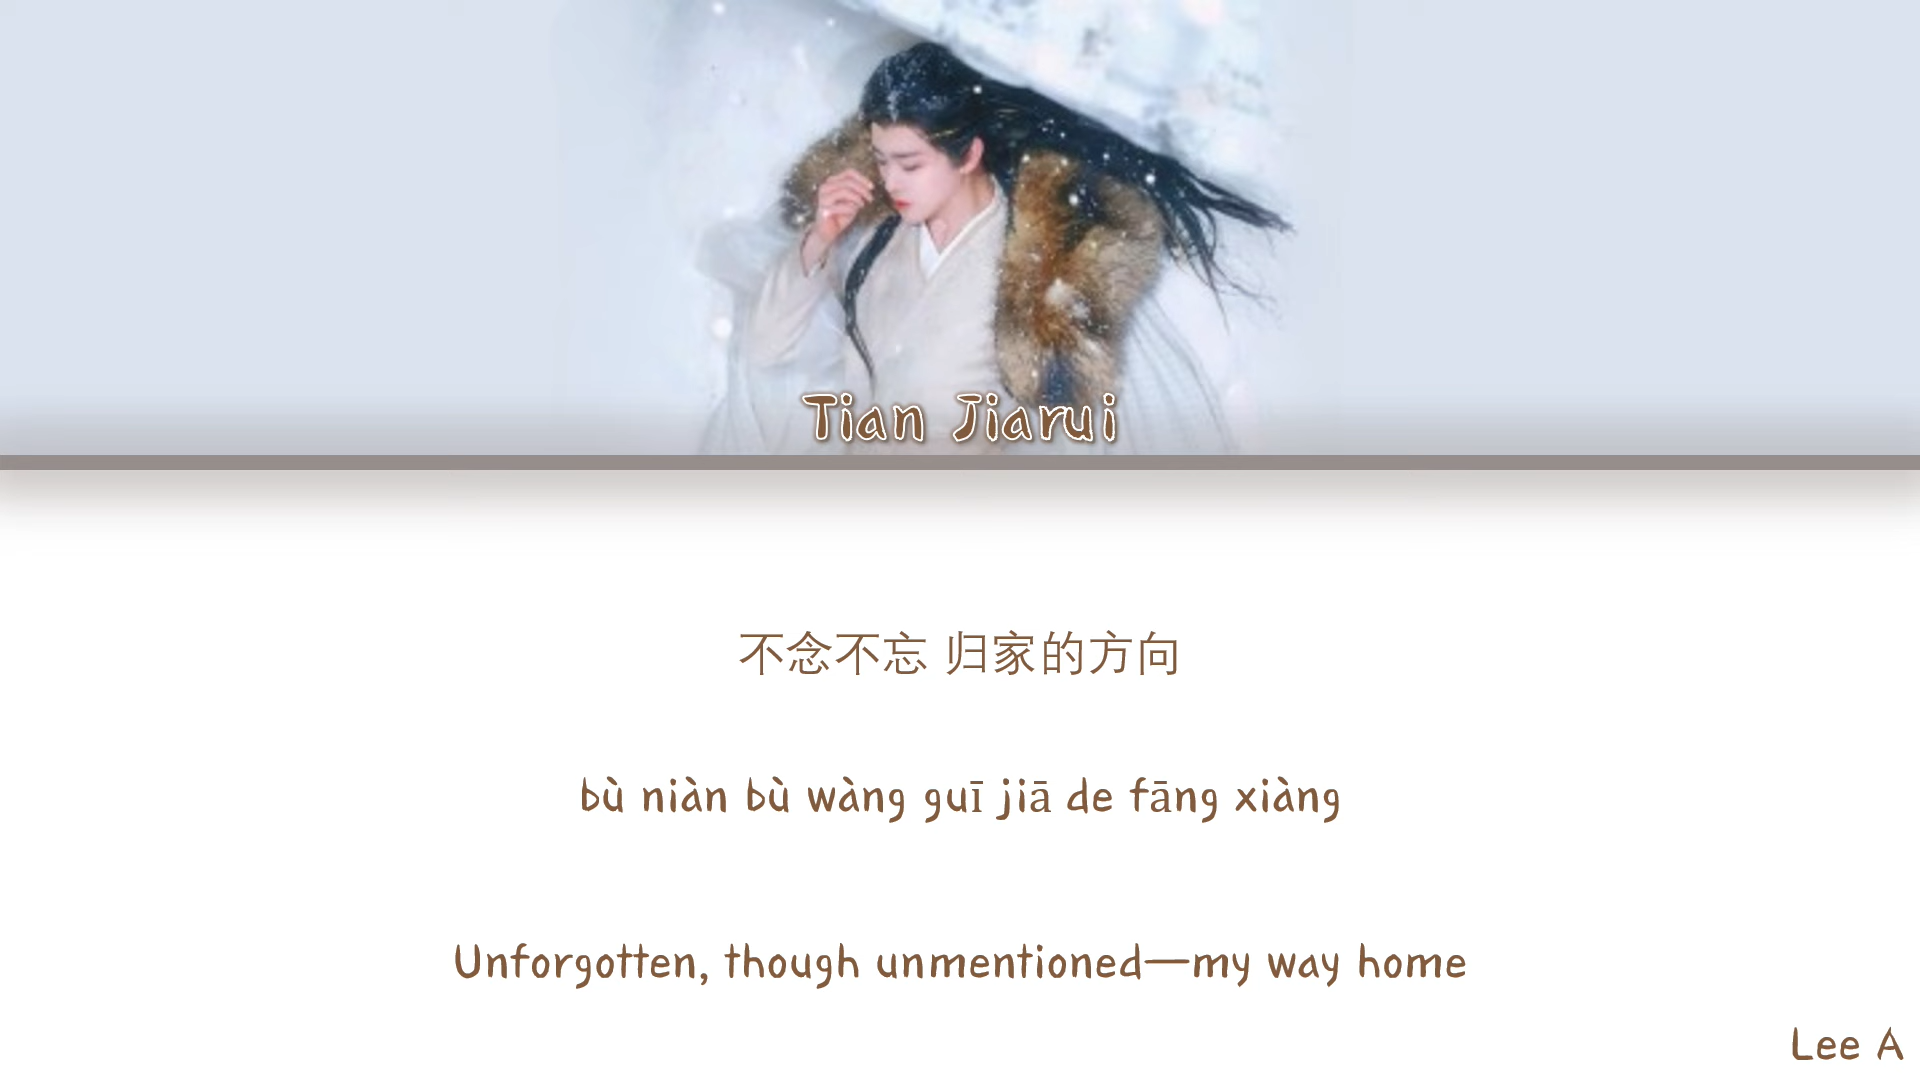 Tian Jiarui
不念不忘 归家的方向
bù niàn bù wàng guī jiā de fāng xiàng
Unforgotten, though unmentioned—my way home
Lee A